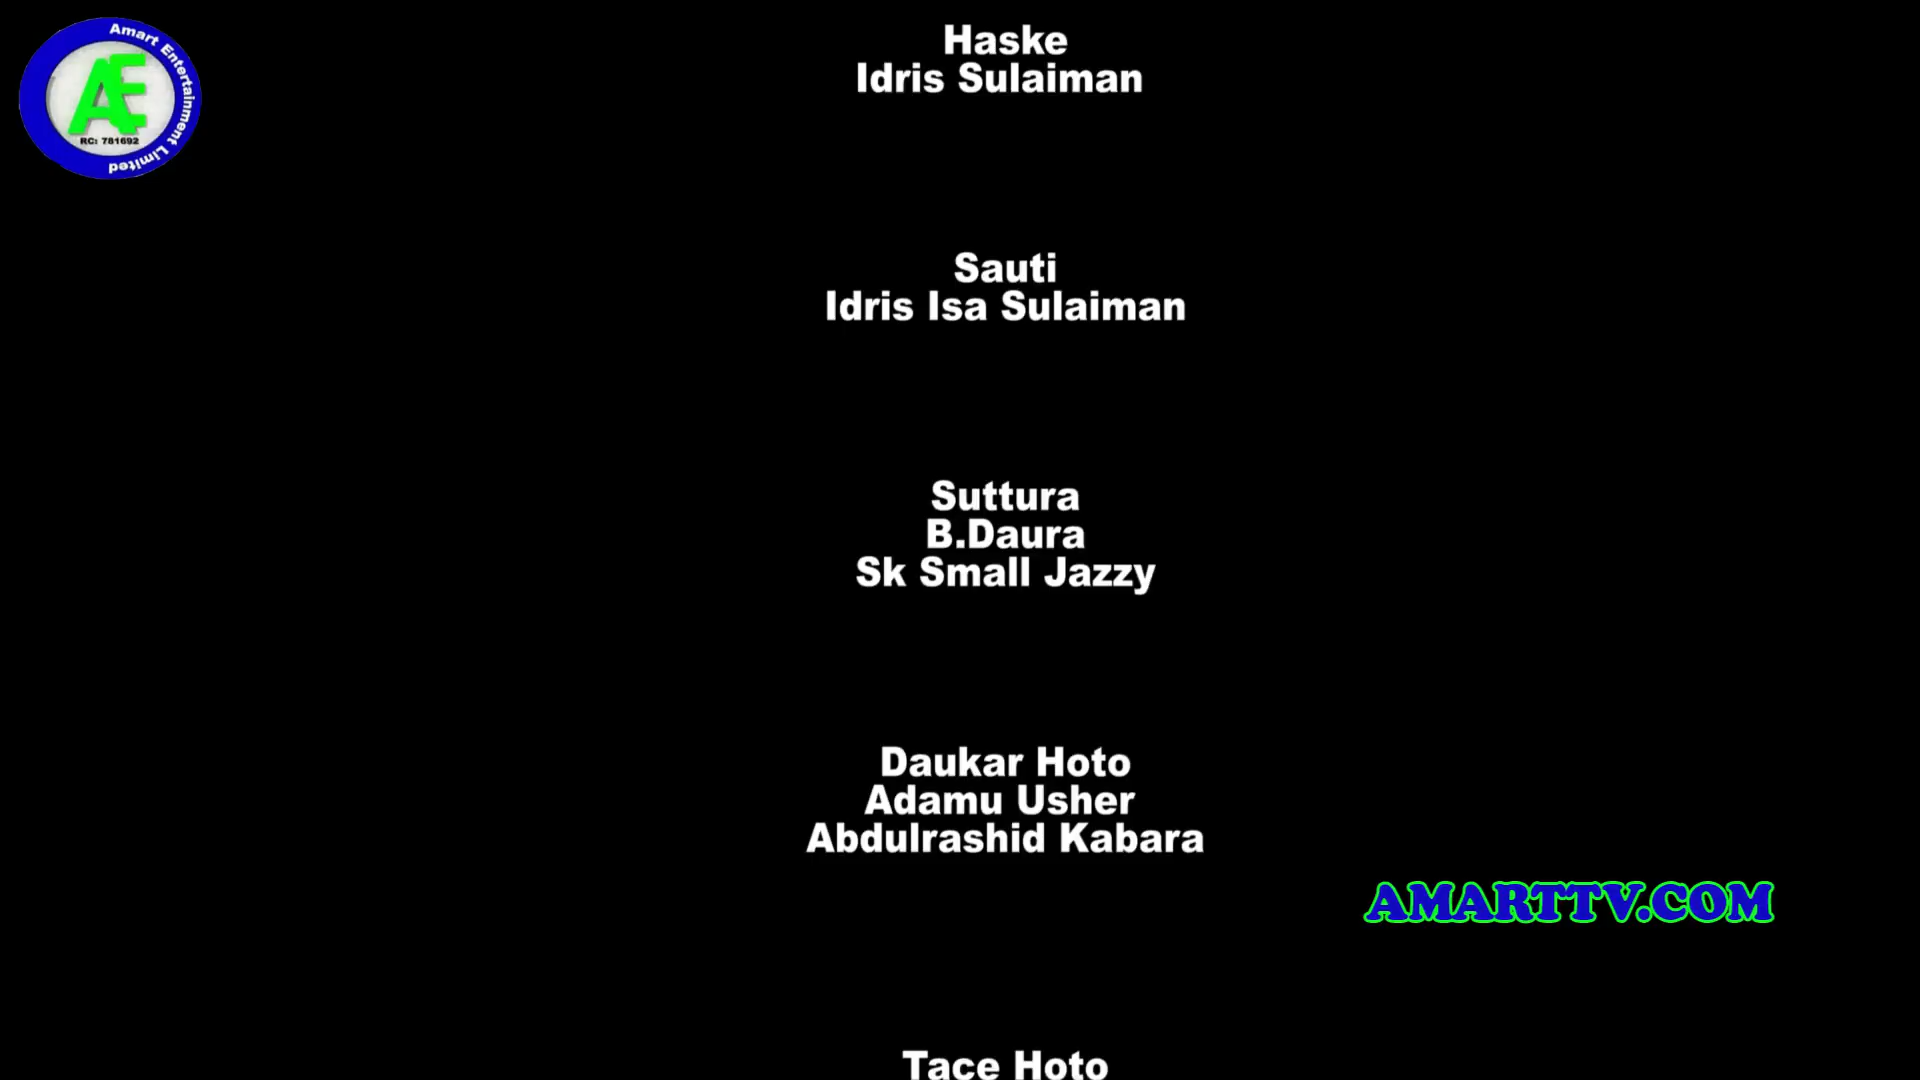 Amart Entertainment Limited
AE
RC: 781692
Haske
Idris Sulaiman
Sauti
Idris Isa Sulaiman
Suttura
B.Daura
Sk Small Jazzy
Daukar Hoto
Adamu Usher
Abdulrashid Kabara
AMARTTV.COM
Tace Hoto